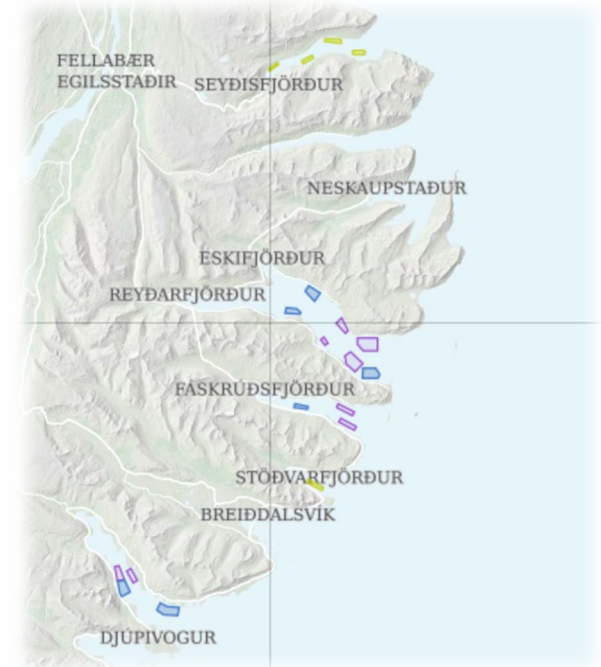 FELLABÆR
EGILSSTAÐIR
SEYÐISFJÖRÐUR
NESKAUPSTAÐUR
ESKIFJÖRÐUR
REYÐARFJÖRÐUR
FÁSKRÚÐSFJÖRÐUR
STÖÐVARFJÖRÐUR
BREIÐDALSVÍK
DJÚPIVOGUR